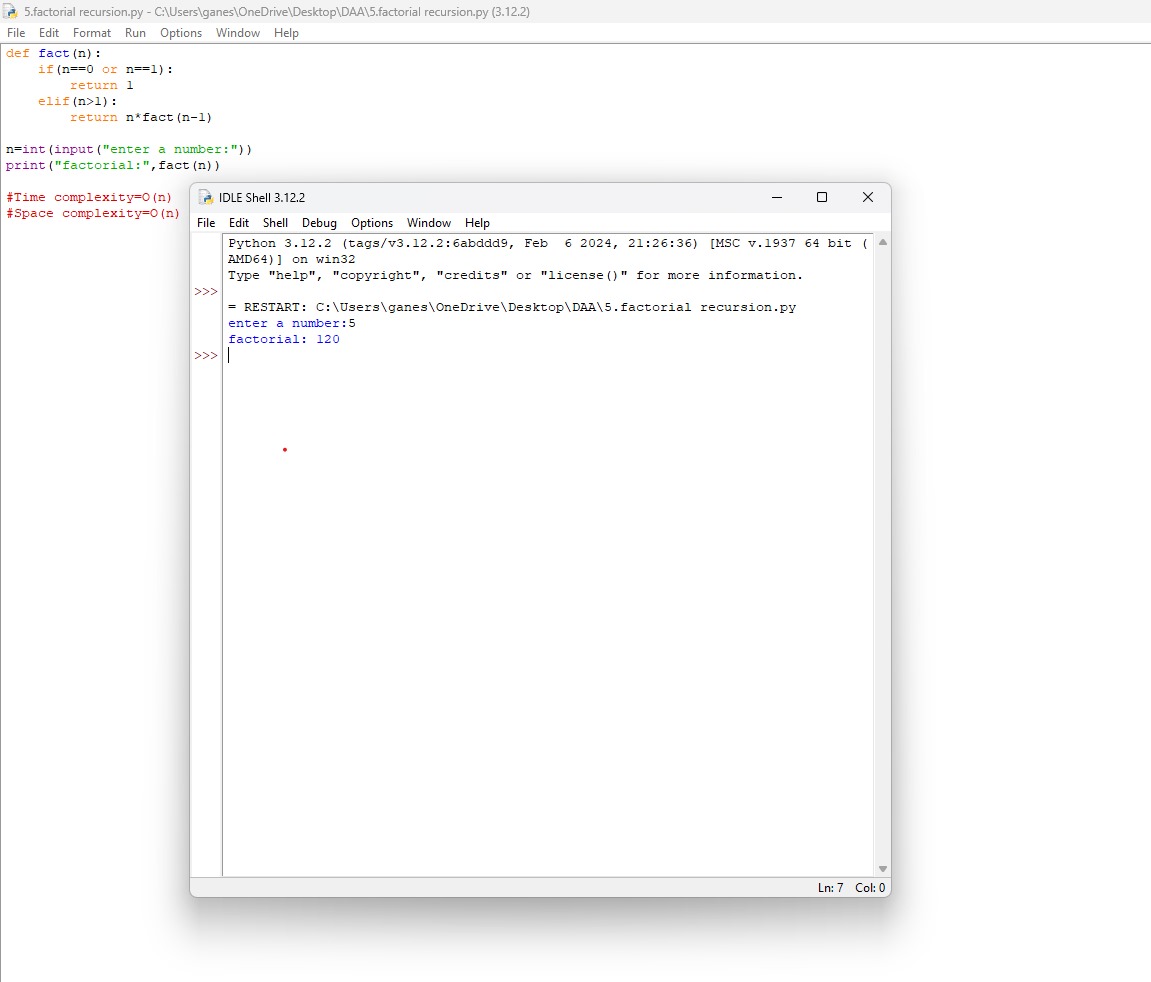 5.factorial recursion.py - C:\Users\ganes\OneDrive\Desktop\DAA\5.factorial recursion.py (3.12.2)
File Edit Format Run Options Window Help
def fact(n):
    if(n==0 or n==1):
        return 1
    elif(n>1):
        return n*fact(n-1)
n=int(input("enter a number:"))
print("factorial:",fact(n))
#Time complexity=O(n)
#Space complexity=O(n)
IDLE Shell 3.12.2
File Edit Shell Debug Options Window Help
Python 3.12.2 (tags/v3.12.2:6abddd9, Feb  6 2024, 21:26:36) [MSC v.1937 64 bit (
AMD64)] on win32
Type "help", "copyright", "credits" or "license()" for more information.
>>>
= RESTART: C:\Users\ganes\OneDrive\Desktop\DAA\5.factorial recursion.py
enter a number:5
factorial: 120
>>>
Ln: 7 Col: 0